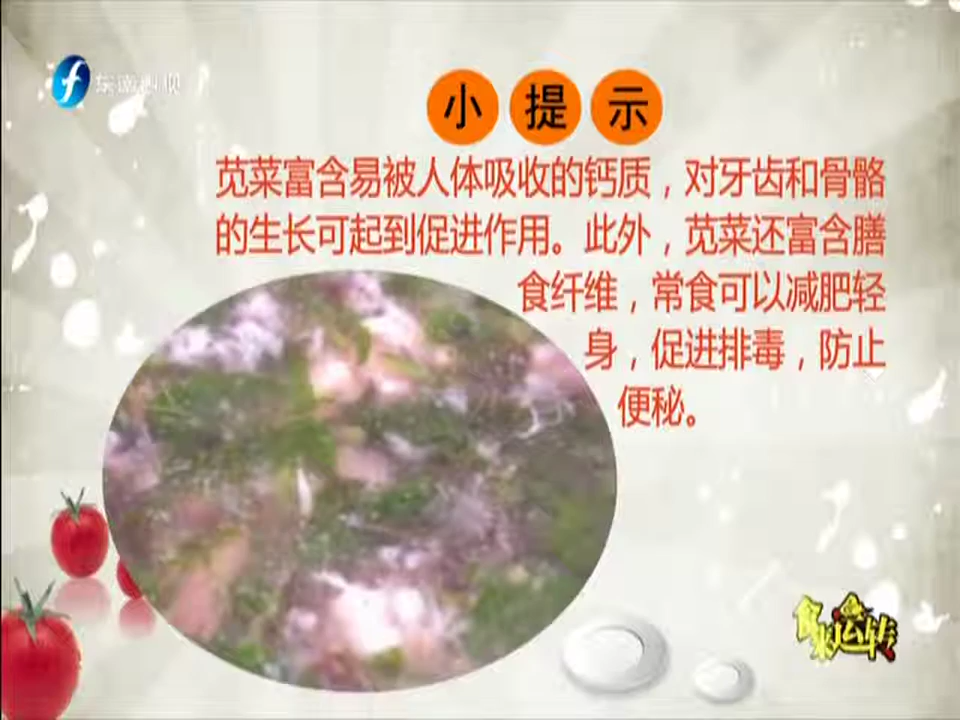 东南卫视
小提示
苋菜富含易被人体吸收的钙质，对牙齿和骨骼
的生长可起到促进作用。此外，苋菜还富含膳
食纤维，常食可以减肥轻
身，促进排毒，防止
便秘。
食来运转